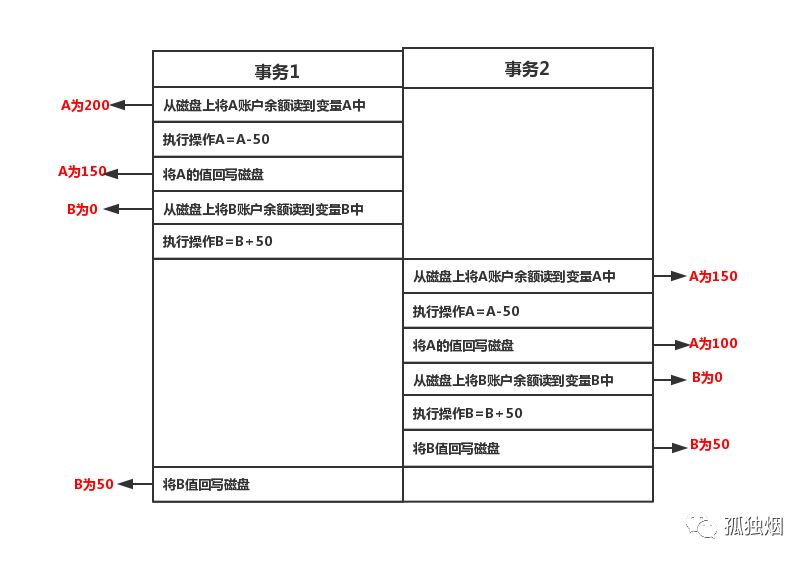 事务1
事务2
A为200
从磁盘上将A账户余额读到变量A中
执行操作A=A-50
A为150
将A的值回写磁盘
B为0
从磁盘上将B账户余额读到变量B中
执行操作B=B+50
从磁盘上将A账户余额读到变量A中
A为150
执行操作A=A-50
将A的值回写磁盘
A为100
从磁盘上将B账户余额读到变量B中
B为0
执行操作B=B+50
将B值回写磁盘
B为50
B为50
将B值回写磁盘
孤独烟